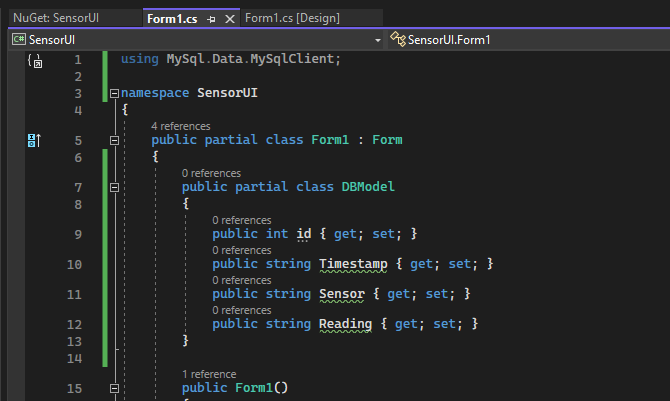 NuGet: SensorUI Form1.cs Form1.cs [Design]
C# SensorUI SensorUI.Form1
1 using MySql.Data.MySqlClient;
2
3 namespace SensorUI
4 {
4 references
5 public partial class Form1 : Form
6 {
0 references
7 public partial class DBModel
8 {
0 references
9 public int id { get; set; }
0 references
10 public string Timestamp { get; set; }
0 references
11 public string Sensor { get; set; }
0 references
12 public string Reading { get; set; }
13 }
14
1 reference
15 public Form1()